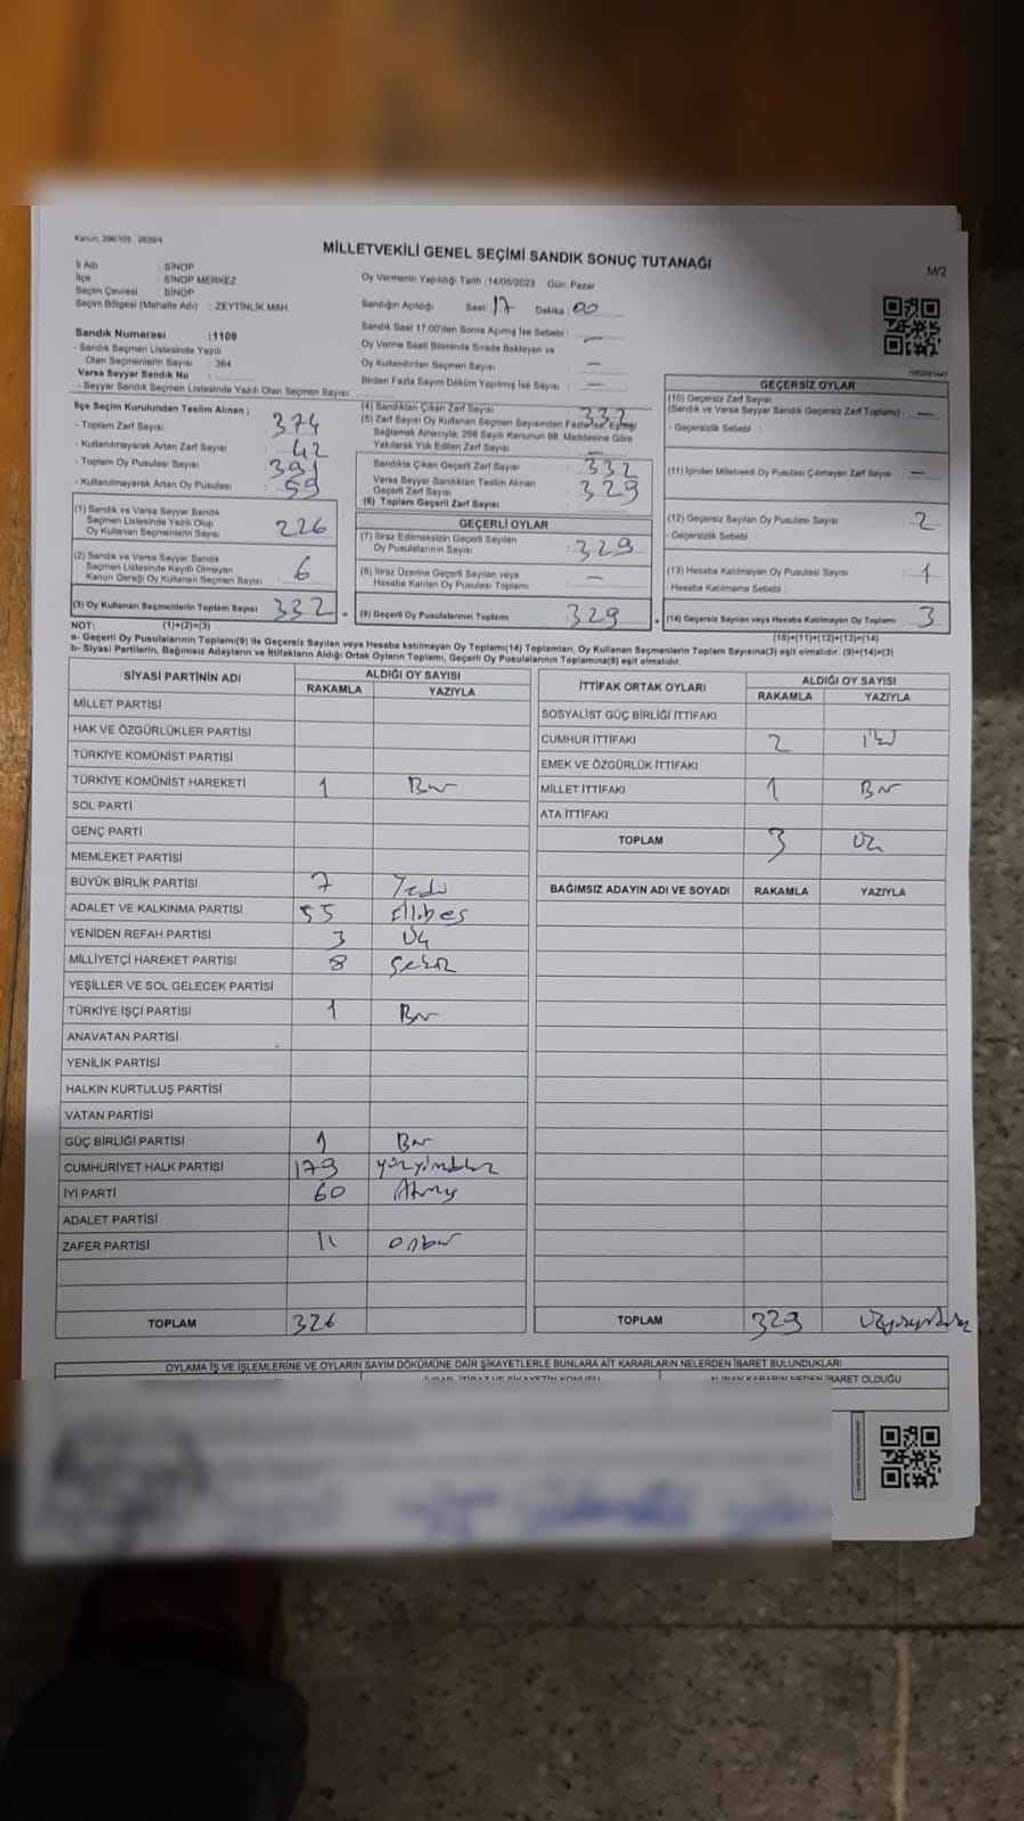 MİLLETVEKİLİ GENEL SEÇİMİ SANDIK SONUÇ TUTANAĞI
M/2
İl Adı : SİNOP
İlçe : SİNOP MERKEZ
Seçim Çevresi : SİNOP
Seçim Bölgesi (Mahalle Adı) : ZEYTİNLİK MAH.
Oy Vermenin Yapıldığı Tarih :14/05/2023 Gün: Pazar
Sandığın Açıldığı Saat : 17 Dakika : 00
Sandık Saat 17.00'den Sonra Açılmış İse Sebebi : —
Oy Verme Saati Bitiminde Sırada Bekleyen ve
Oy Kullandırılan Seçmen Sayısı : —
Birden Fazla Sayım Döküm Yapılmış İse Sayısı : —
Sandık Numarası :1109
- Sandık Seçmen Listesinde Yazılı
Olan Seçmenlerin Sayısı : 364
Varsa Seyyar Sandık No :
- Seyyar Sandık Seçmen Listesinde Yazılı Olan Seçmen Sayısı:
İlçe Seçim Kurulundan Teslim Alınan ;
- Toplam Zarf Sayısı : 374
- Kullanılmayarak Artan Zarf Sayısı : 42
- Toplam Oy Pusulası Sayısı : 391
- Kullanılmayarak Artan Oy Pusulası : 59
(1) Sandık ve Varsa Seyyar Sandık
Seçmen Listesinde Yazılı Olup
Oy Kullanan Seçmenlerin Sayısı : 226
(2) Sandık ve Varsa Seyyar Sandık
Seçmen Listesinde Kaydı Olmayan
Kanun Gereği Oy Kullanan Seçmen Sayısı : 6
(3) Oy Kullanan Seçmenlerin Toplam Sayısı : 332
(4) Sandıktan Çıkan Zarf Sayısı : 332
(5) Zarf Sayısı Oy Kullanan Seçmen Sayısından Fazla İse, Eşitliği
Sağlamak Amacıyla; 298 Sayılı Kanunun 98. Maddesine Göre
Yakılarak Yok Edilen Zarf Sayısı : —
Sandıkta Çıkan Geçerli Zarf Sayısı : 332
Varsa Seyyar Sandıktan Teslim Alınan
Geçerli Zarf Sayısı : 329
(6) Toplam Geçerli Zarf Sayısı :
GEÇERLİ OYLAR
(7) İtiraz Edilmeksizin Geçerli Sayılan
Oy Pusulalarının Sayısı : 329
(8) İtiraz Üzerine Geçerli Sayılan veya
Hesaba Katılan Oy Pusulaları Toplamı : —
(9) Geçerli Oy Pusulalarının Toplamı : 329
GEÇERSİZ OYLAR
(10) Geçersiz Zarf Sayısı
(Sandık ve Varsa Seyyar Sandık Geçersiz Zarf Toplamı) : —
- Geçersizlik Sebebi :
(11) İçinden Milletvekili Oy Pusulası Çıkmayan Zarf Sayısı : —
(12) Geçersiz Sayılan Oy Pusulası Sayısı : 2
- Geçersizlik Sebebi
(13) Hesaba Katılmayan Oy Pusulası Sayısı : 1
- Hesaba Katılmama Sebebi :
(14) Geçersiz Sayılan veya Hesaba Katılmayan Oy Toplamı : 3
NOT: (1)+(2)=(3)
(10)+(11)+(12)+(13)=(14)
a- Geçerli Oy Pusulalarının Toplamı(9) ile Geçersiz Sayılan veya Hesaba katılmayan Oy Toplamı(14) Toplamları, Oy Kullanan Seçmenlerin Toplam Sayısına(3) eşit olmalıdır. (9)+(14)=(3)
b- Siyasi Partilerin, Bağımsız Adayların ve İttifakların Aldığı Ortak Oyların Toplamı, Geçerli Oy Pusulalarının Toplamına(9) eşit olmalıdır.
SİYASİ PARTİNİN ADI ALDIĞI OY SAYISI
RAKAMLA YAZIYLA
MİLLET PARTİSİ
HAK VE ÖZGÜRLÜKLER PARTİSİ
TÜRKİYE KOMÜNİST PARTİSİ
TÜRKİYE KOMÜNİST HAREKETİ 1 Bir
SOL PARTİ
GENÇ PARTİ
MEMLEKET PARTİSİ
BÜYÜK BİRLİK PARTİSİ 7 Yedi
ADALET VE KALKINMA PARTİSİ 55 Ellibeş
YENİDEN REFAH PARTİSİ 3 Üç
MİLLİYETÇİ HAREKET PARTİSİ 8 Sekiz
YEŞİLLER VE SOL GELECEK PARTİSİ
TÜRKİYE İŞÇİ PARTİSİ 1 Bir
ANAVATAN PARTİSİ
YENİLİK PARTİSİ
HALKIN KURTULUŞ PARTİSİ
VATAN PARTİSİ
GÜÇ BİRLİĞİ PARTİSİ 1 Bir
CUMHURİYET HALK PARTİSİ 179
İYİ PARTİ 60 Altmış
ADALET PARTİSİ
ZAFER PARTİSİ 11 Onbir
TOPLAM 326
İTTİFAK ORTAK OYLARI ALDIĞI OY SAYISI
RAKAMLA YAZIYLA
SOSYALİST GÜÇ BİRLİĞİ İTTİFAKI
CUMHUR İTTİFAKI 2 İki
EMEK VE ÖZGÜRLÜK İTTİFAKI
MİLLET İTTİFAKI 1 Bir
ATA İTTİFAKI
TOPLAM 3 Üç
BAĞIMSIZ ADAYIN ADI VE SOYADI RAKAMLA YAZIYLA
TOPLAM 329
OYLAMA İŞ VE İŞLEMLERİNE VE OYLARIN SAYIM DÖKÜMÜNE DAİR ŞİKAYETLERLE BUNLARA AİT KARARLARIN NELERDEN İBARET BULUNDUKLARI